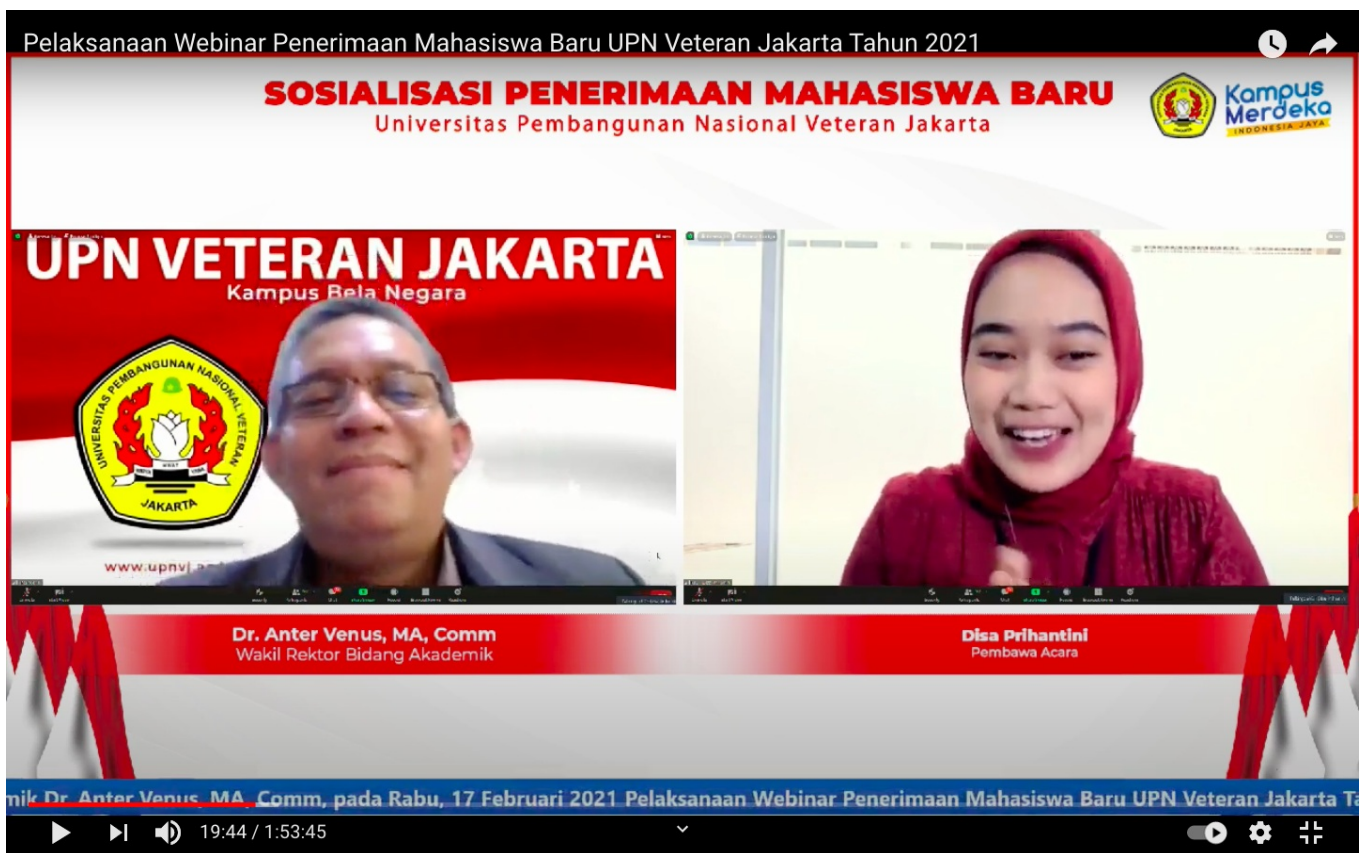 Pelaksanaan Webinar Penerimaan Mahasiswa Baru UPN Veteran Jakarta Tahun 2021
SOSIALISASI PENERIMAAN MAHASISWA BARU
Universitas Pembangunan Nasional Veteran Jakarta
Kampus
Merdeka
INDONESIA JAYA
UPN VETERAN JAKARTA
Kampus Bela Negara
UNIVERSITAS PEMBANGUNAN NASIONAL VETERAN
JAKARTA
Dr. Anter Venus, MA, Comm
Wakil Rektor Bidang Akademik
Disa Prihantini
Pembawa Acara
mik Dr. Anter Venus, MA, Comm, pada Rabu, 17 Februari 2021 Pelaksanaan Webinar Penerimaan Mahasiswa Baru UPN Veteran Jakarta Ta
19:44 / 1:53:45